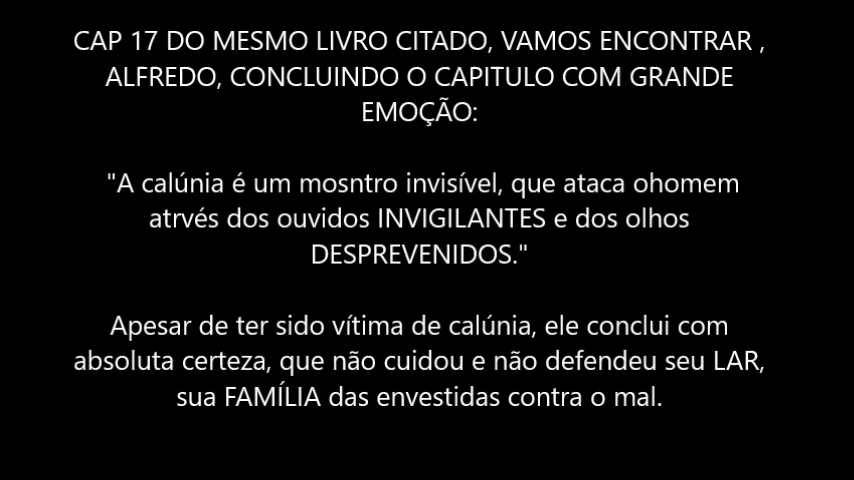 CAP 17 DO MESMO LIVRO CITADO, VAMOS ENCONTRAR ,
ALFREDO, CONCLUINDO O CAPITULO COM GRANDE
EMOÇÃO:
"A calúnia é um mosntro invisível, que ataca ohomem
atrvés dos ouvidos INVIGILANTES e dos olhos
DESPREVENIDOS."
Apesar de ter sido vítima de calúnia, ele conclui com
absoluta certeza, que não cuidou e não defendeu seu LAR,
sua FAMÍLIA das envestidas contra o mal.